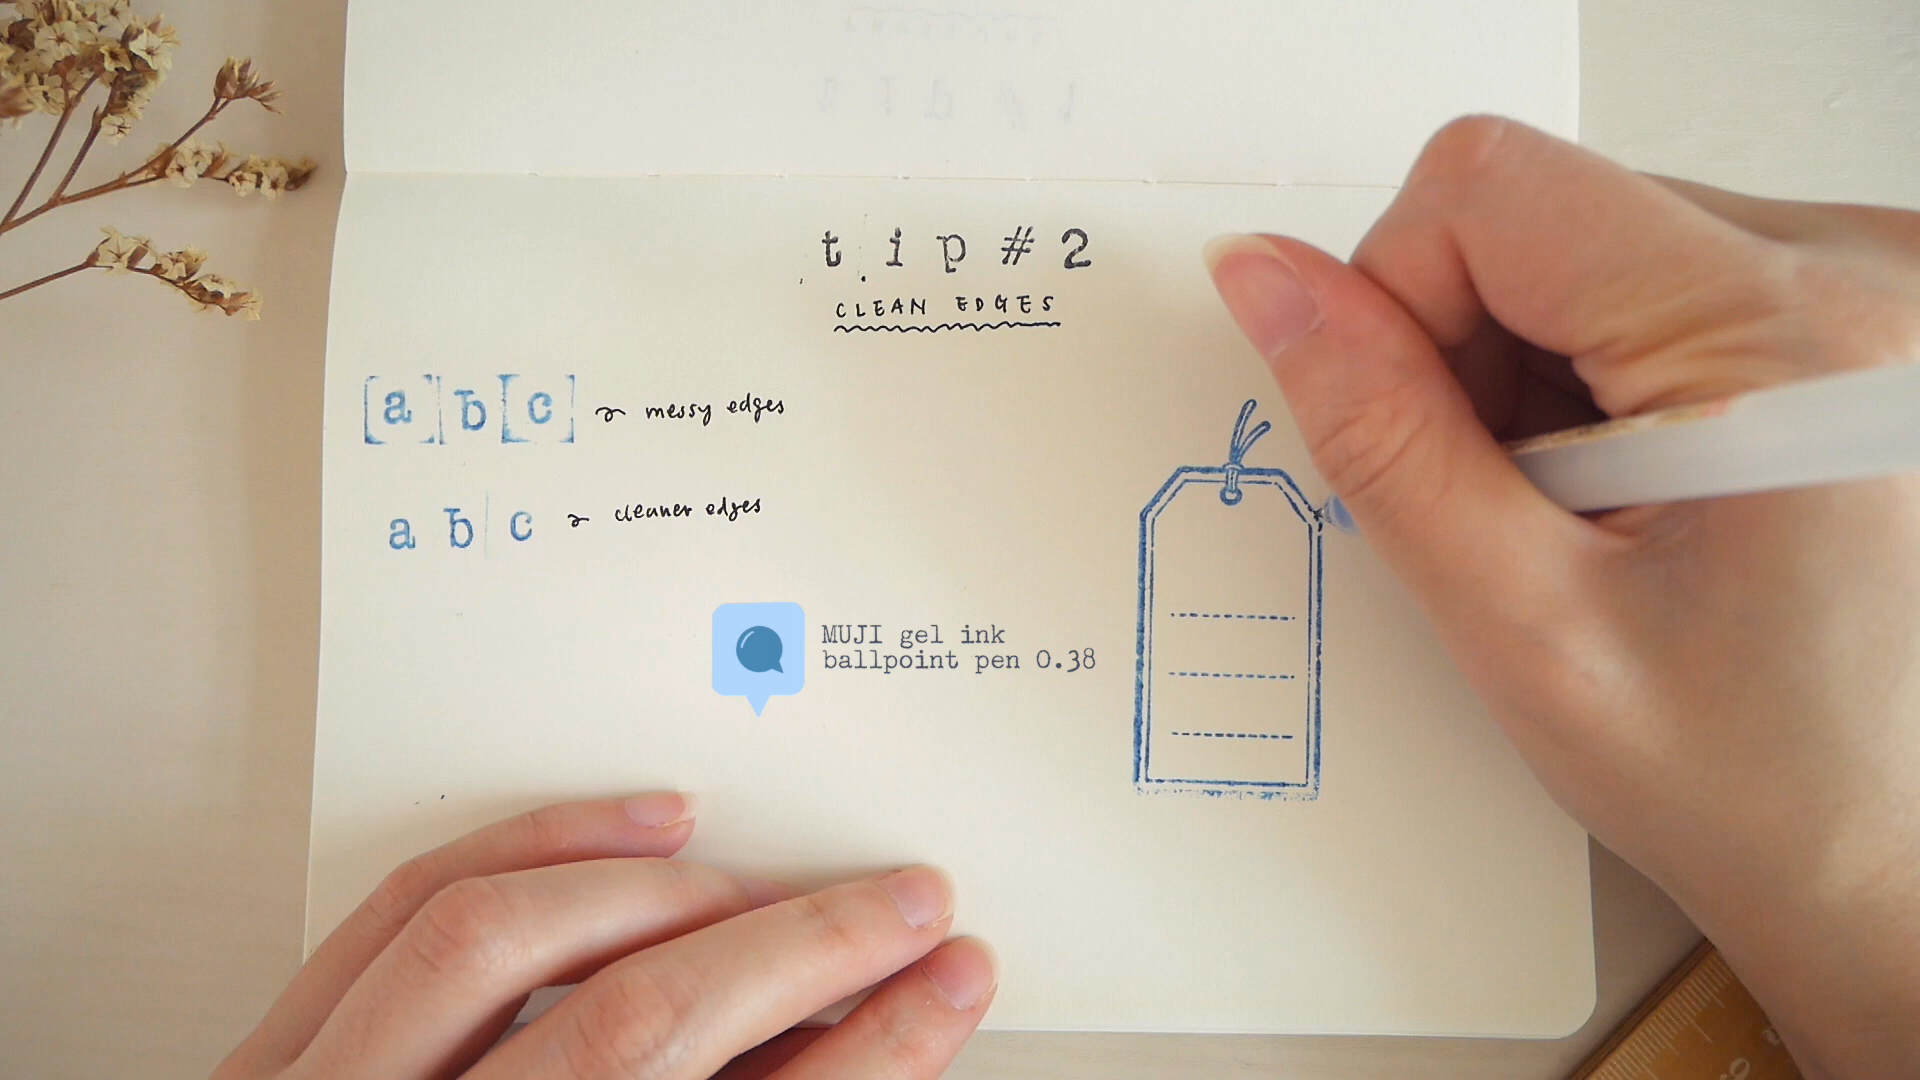 tip#2
CLEAN EDGES
[a] b [c] messy edges
a b c cleaner edges
MUJI gel ink
ballpoint pen 0.38